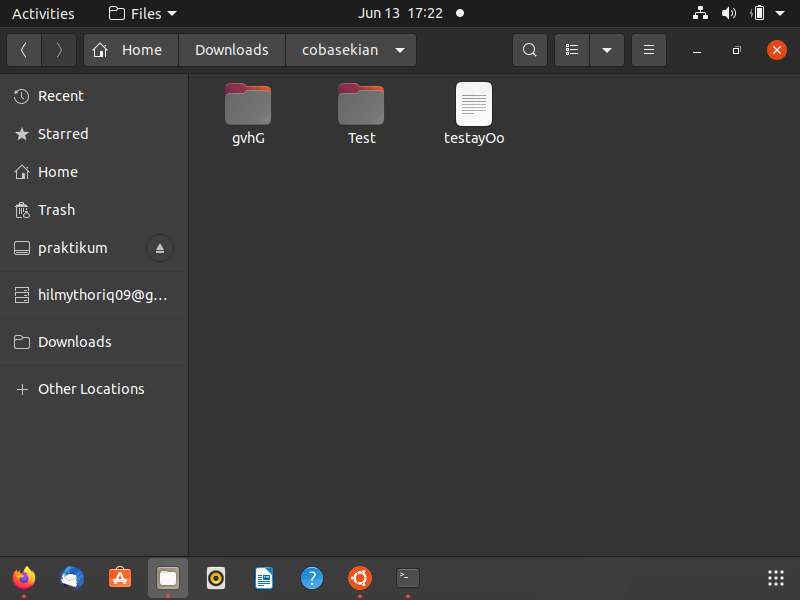 Activities
Files
Jun 13 17:22
Home
Downloads
cobasekian
Recent
Starred
Home
Trash
praktikum
hilmythoriq09@g…
Downloads
Other Locations
gvhG
Test
testayOo